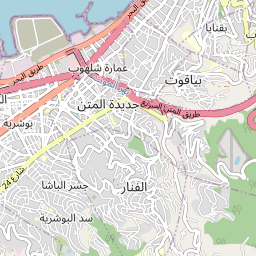 بقنايا
طريق البحر
طريق البحر
عمارة شلهوب
بياقوت
جديدة المتن
طريق المتن السريع
بوشرية
شارع 24
الفنار
جسر الباشا
سد البوشرية